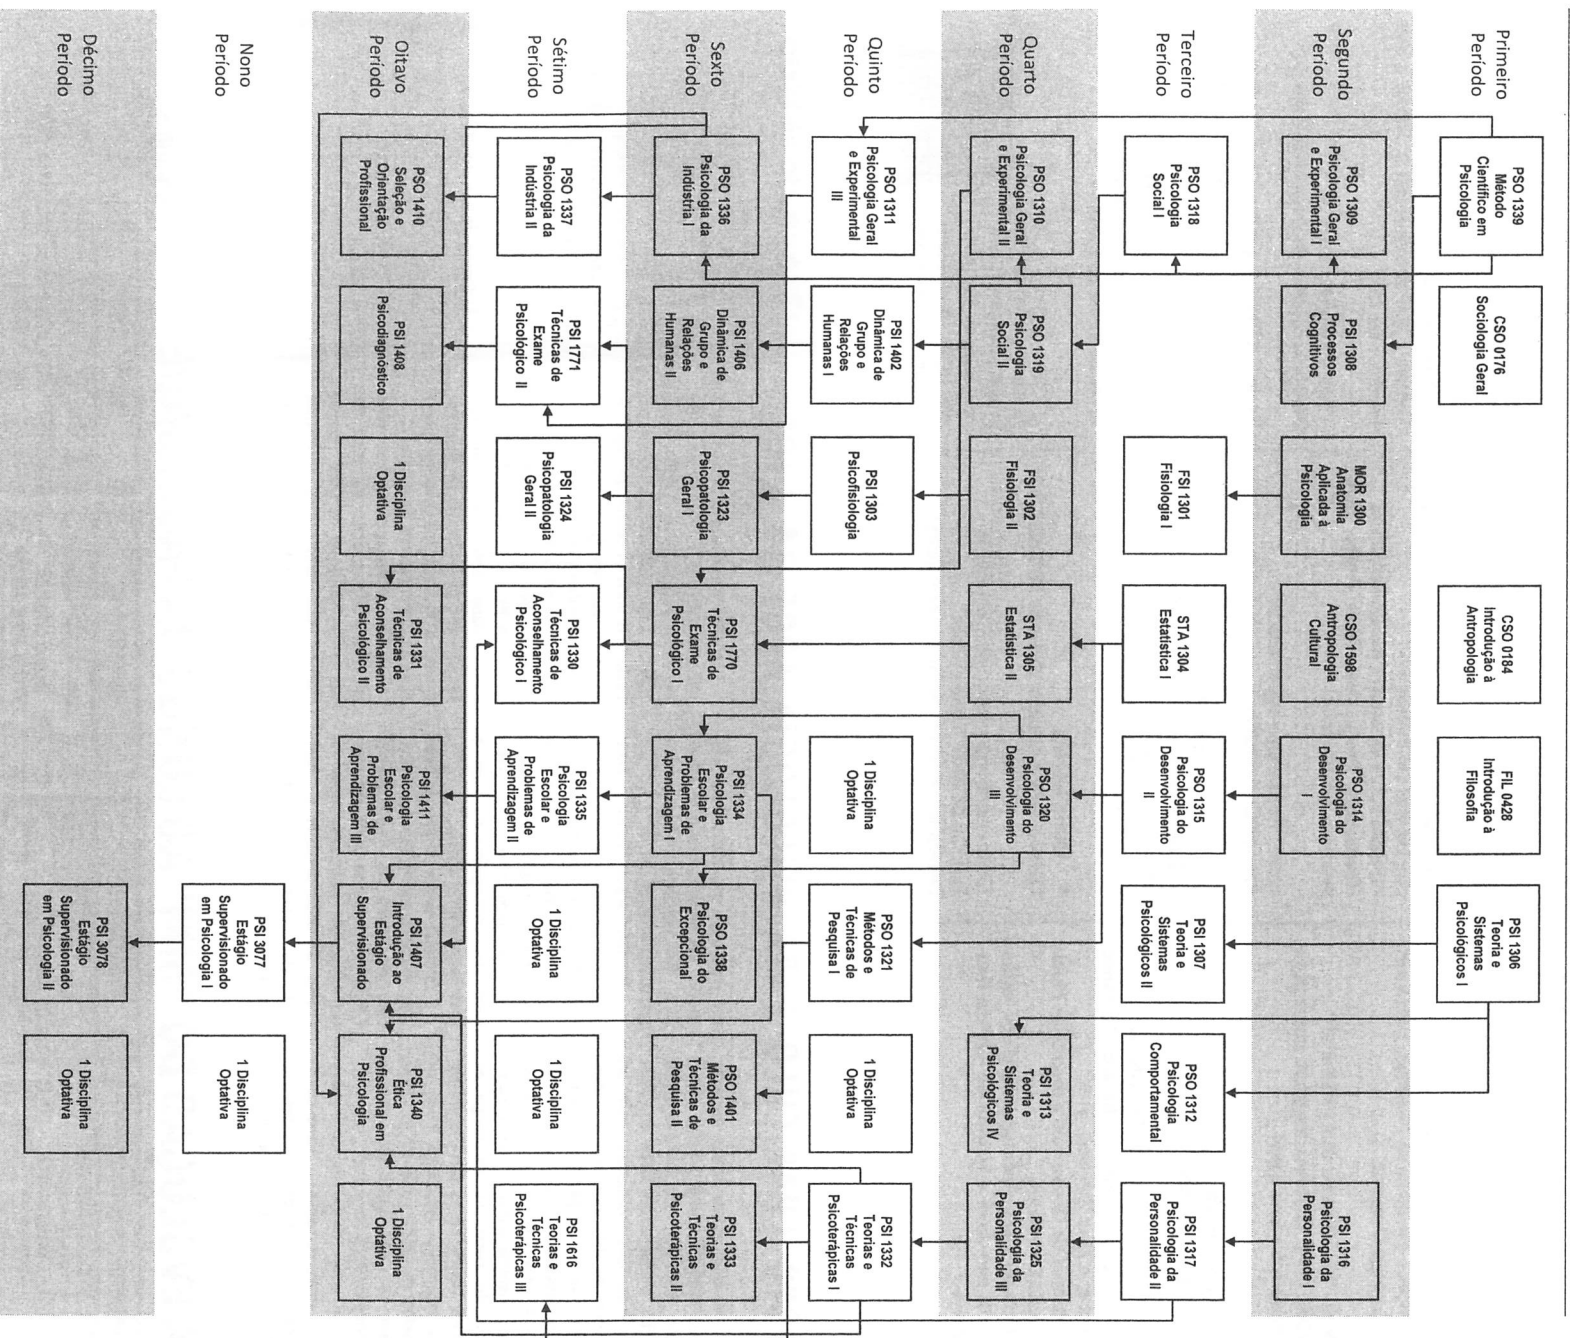 Primeiro
Período
PSO 1339
Método
Científico em
Psicologia
CSO 0176
Sociologia Geral
CSO 0184
Introdução à
Antropologia
FIL 0428
Introdução à
Filosofia
PSI 1306
Teoria e
Sistemas
Psicológicos I
Segundo
Período
PSO 1309
Psicologia Geral
e Experimental I
PSI 1308
Processos
Cognitivos
MOR 1300
Anatomia
Aplicada à
Psicologia
CSO 1598
Antropologia
Cultural
PSO 1314
Psicologia do
Desenvolvimento
I
PSI 1316
Psicologia da
Personalidade I
Terceiro
Período
PSO 1318
Psicologia
Social I
FSI 1301
Fisiologia I
STA 1304
Estatística I
PSO 1315
Psicologia do
Desenvolvimento
II
PSI 1307
Teoria e
Sistemas
Psicológicos II
PSO 1312
Psicologia
Comportamental
PSI 1317
Psicologia da
Personalidade II
Quarto
Período
PSO 1310
Psicologia Geral
e Experimental II
PSO 1319
Psicologia
Social II
FSI 1302
Fisiologia II
STA 1305
Estatística II
PSO 1320
Psicologia do
Desenvolvimento
III
PSI 1313
Teoria e
Sistemas
Psicológicos IV
PSI 1325
Psicologia da
Personalidade III
Quinto
Período
PSO 1311
Psicologia Geral
e Experimental
III
PSI 1402
Dinâmica de
Grupo e
Relações
Humanas I
PSI 1303
Psicofisiologia
1 Disciplina
Optativa
PSO 1321
Métodos e
Técnicas de
Pesquisa I
1 Disciplina
Optativa
PSI 1332
Teorias e
Técnicas
Psicoterápicas I
Sexto
Período
PSO 1336
Psicologia da
Indústria I
PSI 1406
Dinâmica de
Grupo e
Relações
Humanas II
PSI 1323
Psicopatologia
Geral I
PSI 1770
Técnicas de
Exame
Psicológico I
PSI 1334
Psicologia
Escolar e
Problemas de
Aprendizagem I
PSO 1338
Psicologia do
Excepcional
PSO 1401
Métodos e
Técnicas de
Pesquisa II
PSI 1333
Teorias e
Técnicas
Psicoterápicas II
Sétimo
Período
PSO 1337
Psicologia da
Indústria II
PSI 1771
Técnicas de
Exame
Psicológico II
PSI 1324
Psicopatologia
Geral II
PSI 1330
Técnicas de
Aconselhamento
Psicológico I
PSI 1335
Psicologia
Escolar e
Problemas de
Aprendizagem II
1 Disciplina
Optativa
1 Disciplina
Optativa
PSI 1616
Teorias e
Técnicas
Psicoterápicas III
Oitavo
Período
PSO 1410
Seleção e
Orientação
Profissional
PSI 1408
Psicodiagnóstico
1 Disciplina
Optativa
PSI 1331
Técnicas de
Aconselhamento
Psicológico II
PSI 1411
Psicologia
Escolar e
Problemas de
Aprendizagem III
PSI 1407
Introdução ao
Estágio
Supervisionado
PSI 1340
Ética
Profissional em
Psicologia
1 Disciplina
Optativa
Nono
Período
PSI 3077
Estágio
Supervisionado
em Psicologia I
1 Disciplina
Optativa
Décimo
Período
PSI 3078
Estágio
Supervisionado
em Psicologia II
1 Disciplina
Optativa